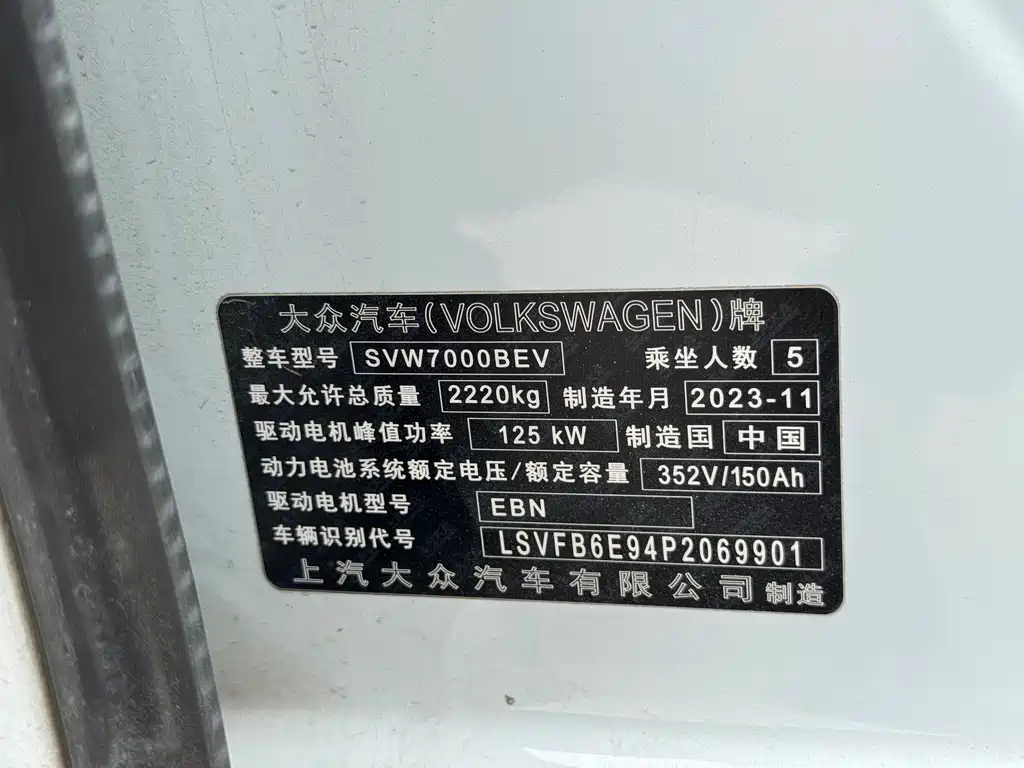 大众汽车(VOLKSWAGEN)牌
整车型号 SVW7000BEV 乘坐人数 5
最大允许总质量 2220kg 制造年月 2023-11
驱动电机峰值功率 125 kW 制造国 中国
动力电池系统额定电压/额定容量 352V/150Ah
驱动电机型号 EBN
车辆识别代号 LSVFB6E94P2069901
上汽大众汽车有限公司 制造